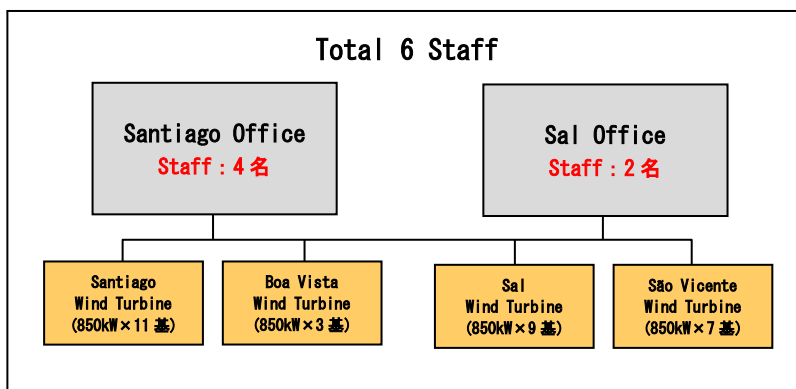 Total 6 Staff
Santiago Office
Staff：4 名
Sal Office
Staff：2 名
Santiago
Wind Turbine
(850kW×11 基)
Boa Vista
Wind Turbine
(850kW×3 基)
Sal
Wind Turbine
(850kW×9 基)
São Vicente
Wind Turbine
(850kW×7 基)